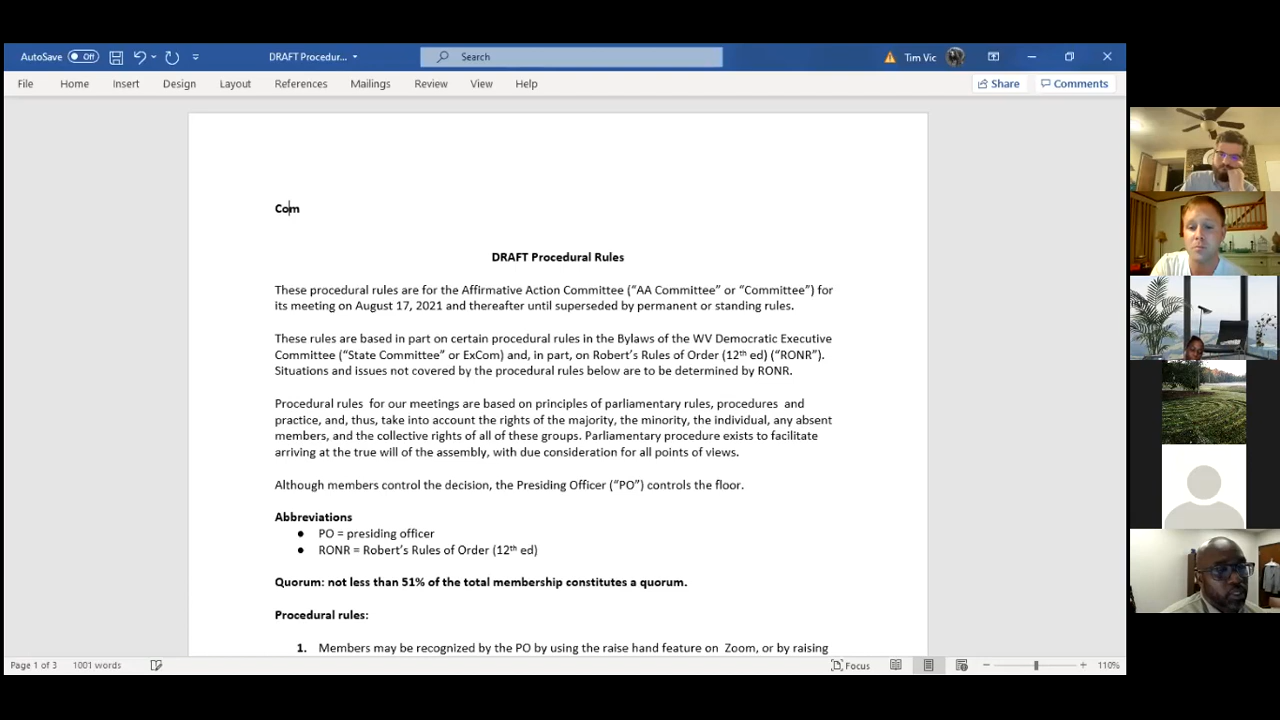 AutoSave Off DRAFT Procedur... Search Tim Vic
File Home Insert Design Layout References Mailings Review View Help Share Comments
Com
DRAFT Procedural Rules
These procedural rules are for the Affirmative Action Committee (“AA Committee” or “Committee”) for
its meeting on August 17, 2021 and thereafter until superseded by permanent or standing rules.
These rules are based in part on certain procedural rules in the Bylaws of the WV Democratic Executive
Committee (“State Committee” or ExCom) and, in part, on Robert’s Rules of Order (12th ed) (“RONR”).
Situations and issues not covered by the procedural rules below are to be determined by RONR.
Procedural rules for our meetings are based on principles of parliamentary rules, procedures and
practice, and, thus, take into account the rights of the majority, the minority, the individual, any absent
members, and the collective rights of all of these groups. Parliamentary procedure exists to facilitate
arriving at the true will of the assembly, with due consideration for all points of views.
Although members control the decision, the Presiding Officer (“PO”) controls the floor.
Abbreviations
● PO = presiding officer
● RONR = Robert’s Rules of Order (12th ed)
Quorum: not less than 51% of the total membership constitutes a quorum.
Procedural rules:
1. Members may be recognized by the PO by using the raise hand feature on Zoom, or by raising
Page 1 of 3 1001 words Focus 110%